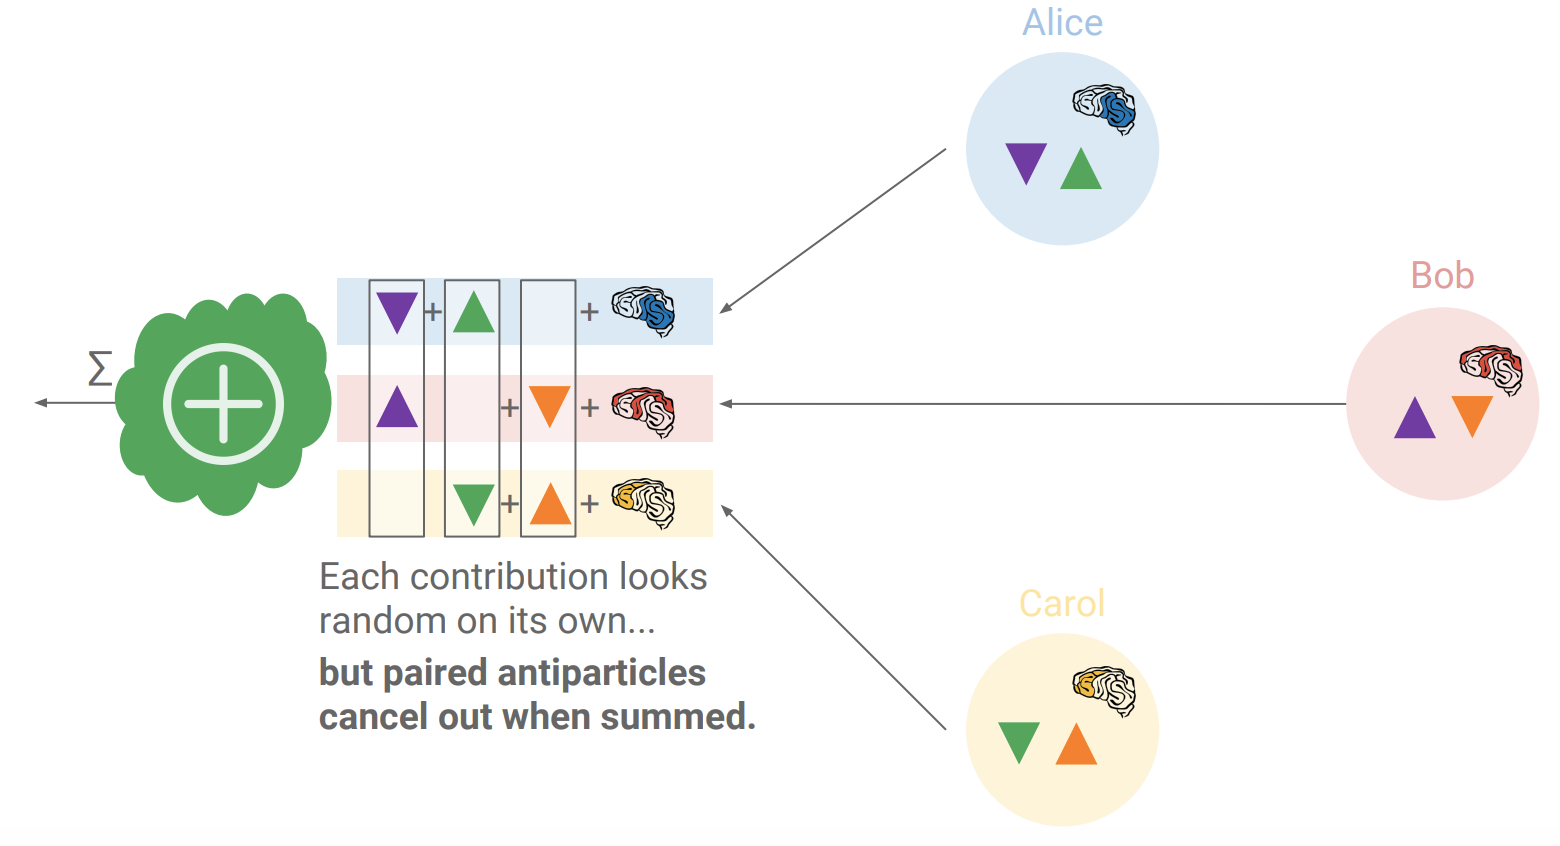 Alice
Bob
∑
+ +
+ +
+ +
Each contribution looks
random on its own...
but paired antiparticles
cancel out when summed.
Carol